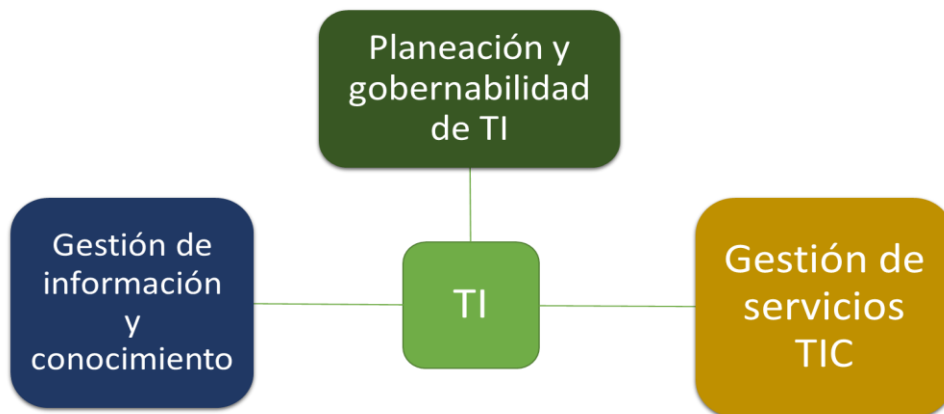 Planeación y
gobernabilidad
de TI
Gestión de
información
y
conocimiento
TI
Gestión de
servicios
TIC